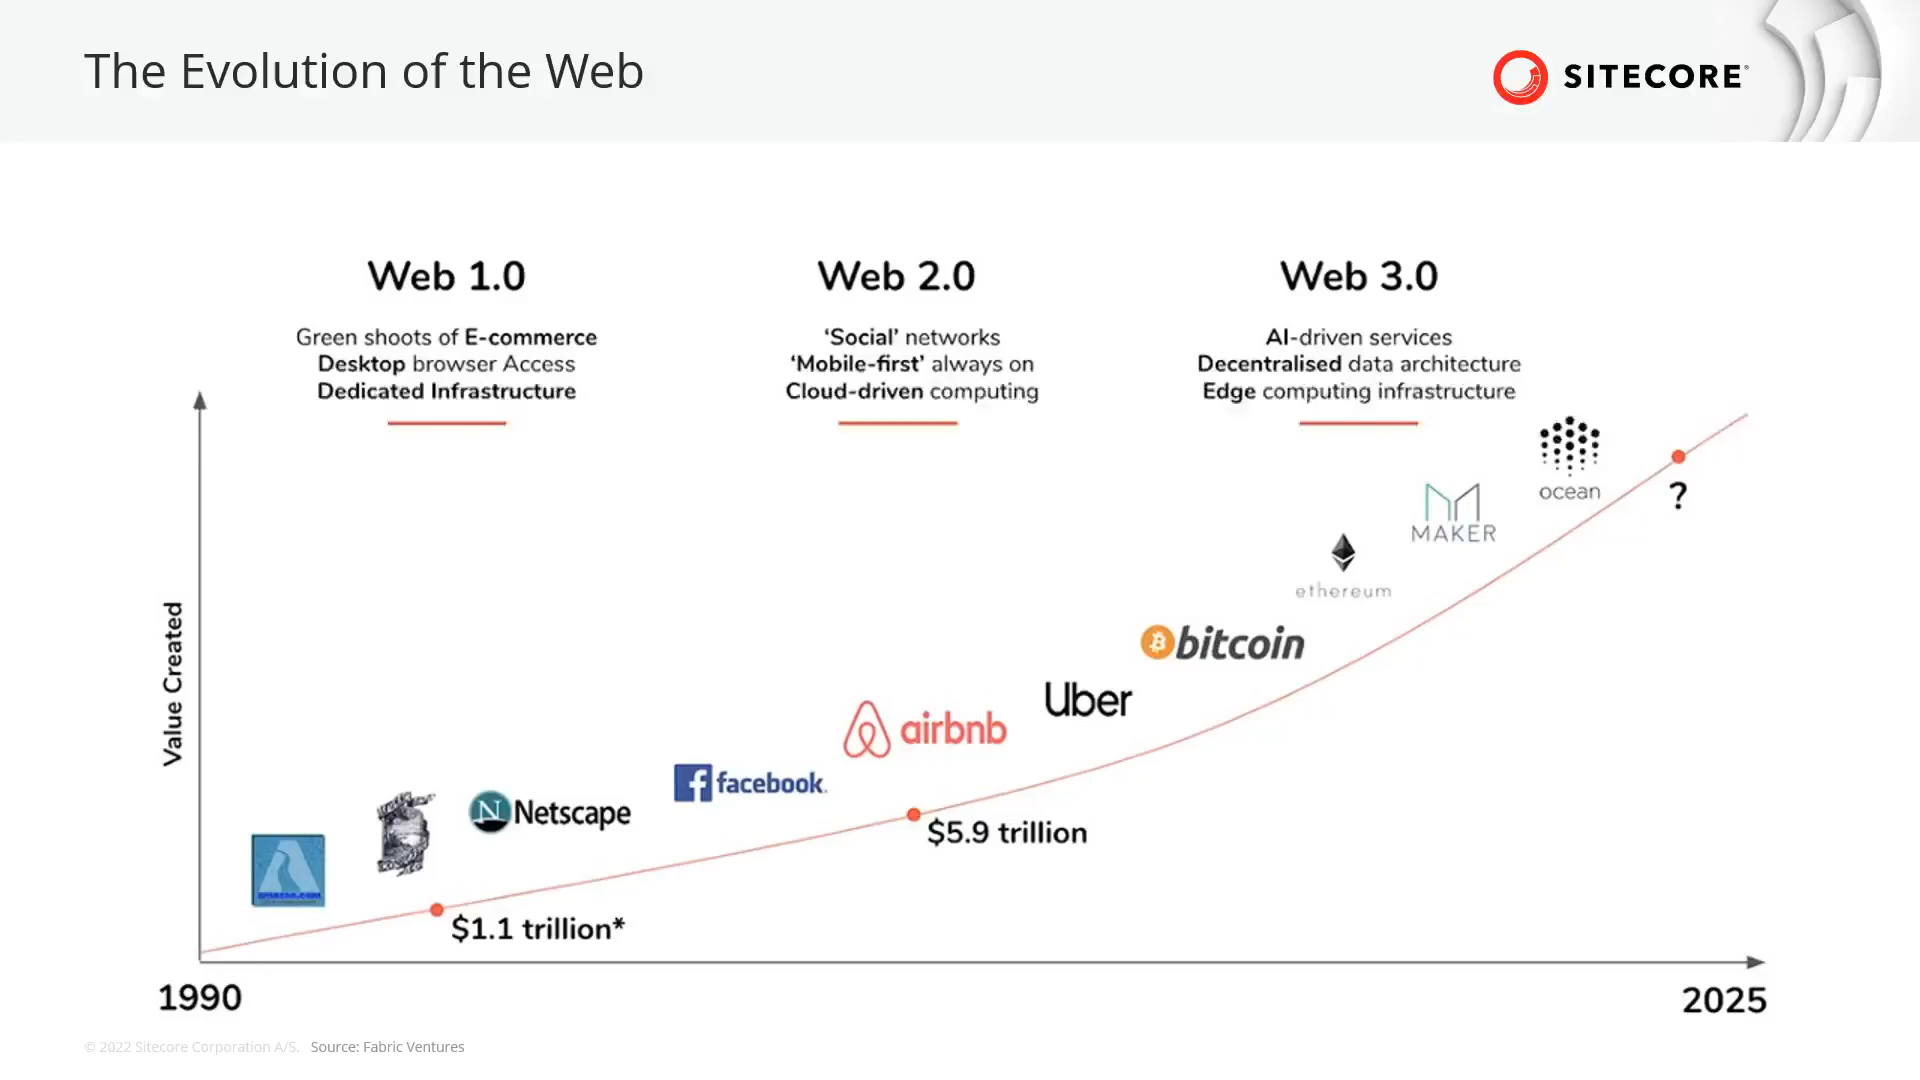 The Evolution of the Web
SITECORE®
Web 1.0
Green shoots of E-commerce
Desktop browser Access
Dedicated Infrastructure
Web 2.0
‘Social’ networks
‘Mobile-first’ always on
Cloud-driven computing
Web 3.0
AI-driven services
Decentralised data architecture
Edge computing infrastructure
ocean
?
MAKER
ethereum
bitcoin
Uber
airbnb
facebook.
N Netscape
amazon.com
$5.9 trillion
$1.1 trillion*
Value Created
1990
2025
© 2022 Sitecore Corporation A/S. Source: Fabric Ventures